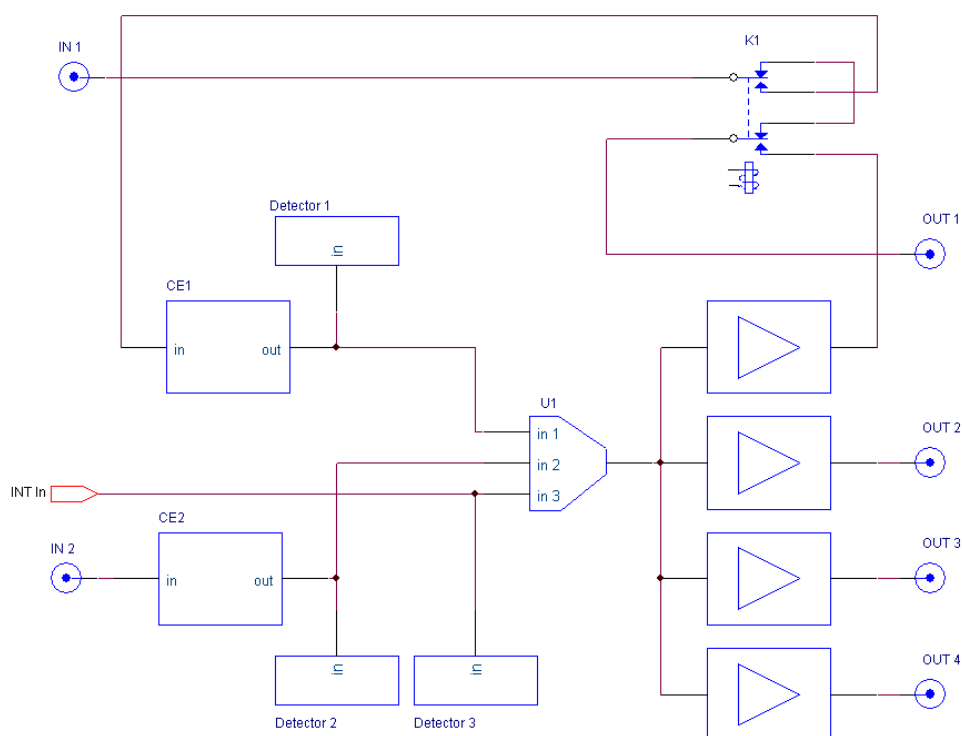 IN 1
K1
Detector 1
in
OUT 1
CE1
in
out
U1
in 1
in 2
in 3
OUT 2
INT In
CE2
IN 2
in
out
OUT 3
in
in
OUT 4
Detector 2
Detector 3